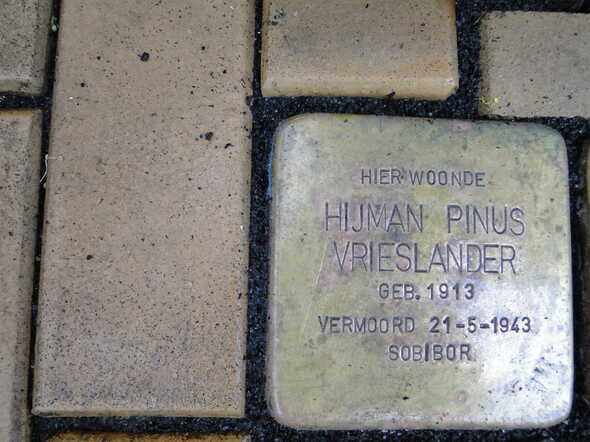 HIER WOONDE
HIJMAN PINUS
VRIESLANDER
GEB. 1913
VERMOORD 21-5-1943
SOBIBOR